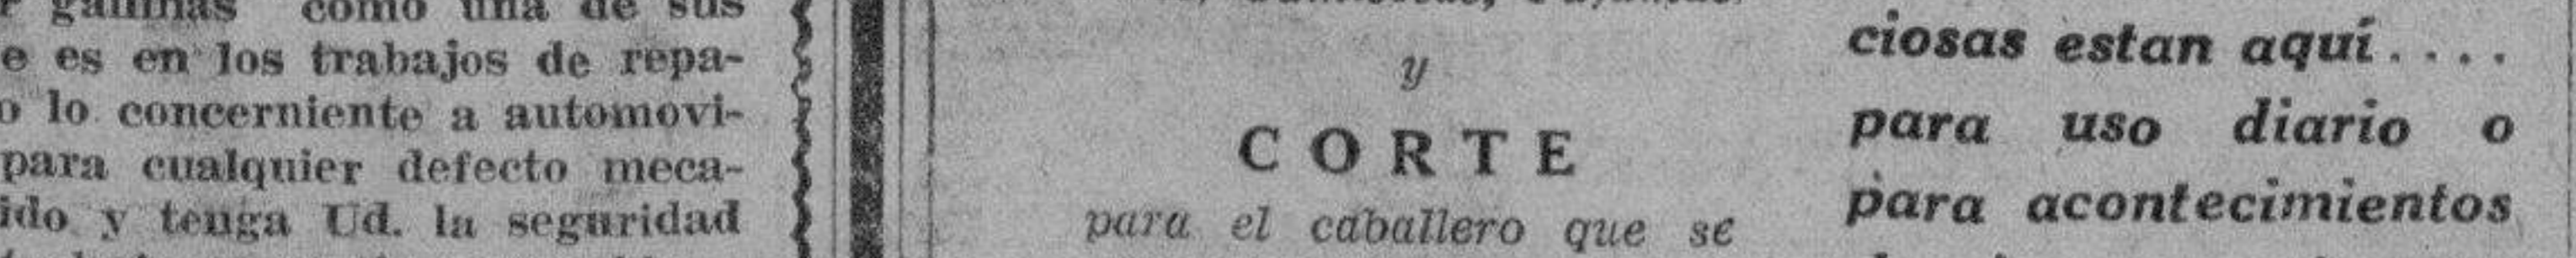 como una de sus
e es en los trabajos de repa-
o lo concerniente a automovi-
para cualquier defecto meca-
ido y tenga Ud. la seguridad
y
CORTE
para el caballero que se
ciosas estan aquí....
para uso diario o
para acontecimientos